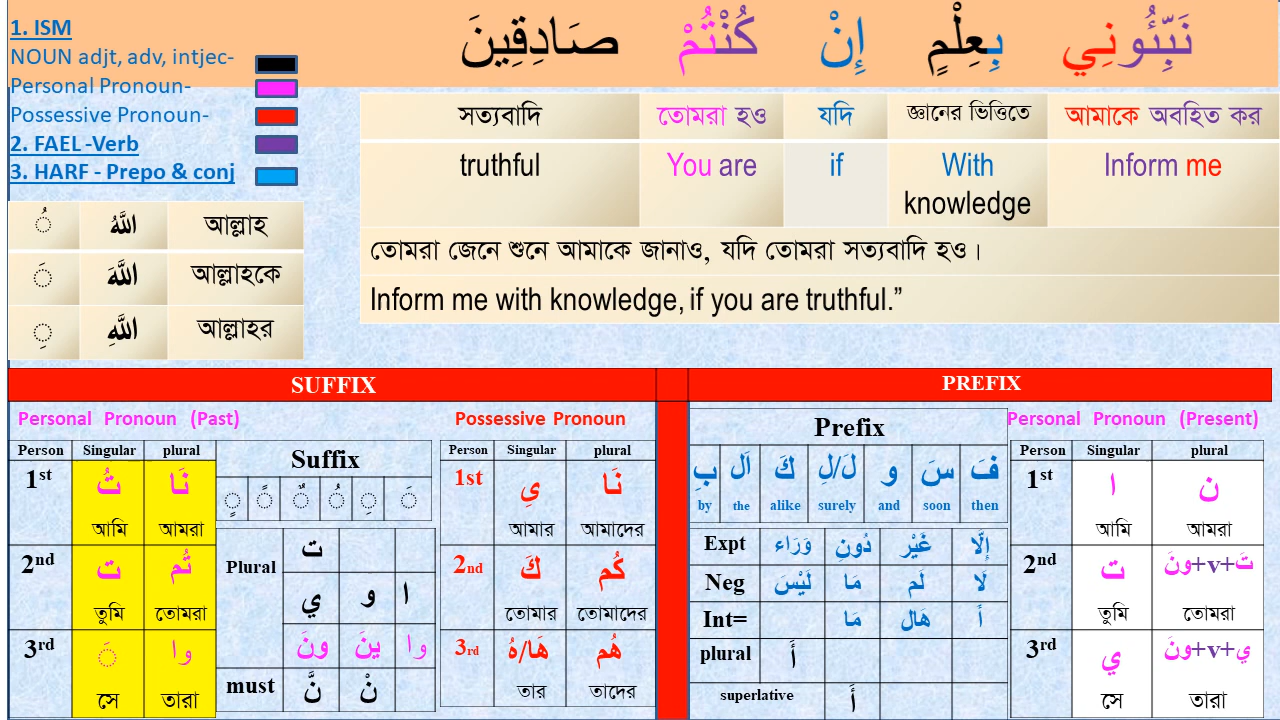 1. ISM
NOUN adjt, adv, intjec-
Personal Pronoun-
Possessive Pronoun-
2. FAEL -Verb
3. HARF - Prepo & conj
نَبِّئُونِي بِعِلْمٍ إِنْ كُنْتُمْ صَادِقِينَ
সত্যবাদি তোমরা হও যদি জ্ঞানের ভিত্তিতে আমাকে অবহিত কর
truthful You are if With knowledge Inform me
তোমরা জেনে শুনে আমাকে জানাও, যদি তোমরা সত্যবাদি হও।
Inform me with knowledge, if you are truthful.”
ُ اللَّهُ আল্লাহ
َ اللَّهَ আল্লাহকে
ِ اللَّهِ আল্লাহর
SUFFIX
Personal Pronoun (Past)
Person Singular plural
1st تُ نَا
আমি আমরা
2nd ت تُم
তুমি তোমরা
3rd َ وا
সে তারা
Suffix
ٍ ً ٌ ُ ِ َ
Plural ت
ي و ا
ونَ ينَ وا
must نَّ نْ
Possessive Pronoun
Person Singular plural
1st ي نَا
আমার আমাদের
2nd كَ كُم
তোমার তোমাদের
3rd هَا/هُ هُم
তার তাদের
PREFIX
Prefix
بِ اَل كَ لَ/لِ و سَ فَ
by the alike surely and soon then
Expt وَرَاء دُونِ غَيْر إِلَّا
Neg لَيْسَ مَا لَم لَا
Int= مَا هَال أَ
plural أَ
superlative أَ
Personal Pronoun (Present)
Person Singular plural
1st ا ن
আমি আমরা
2nd ت تَ+v+ونَ
তুমি তোমরা
3rd ي ي+v+ونَ
সে তারা